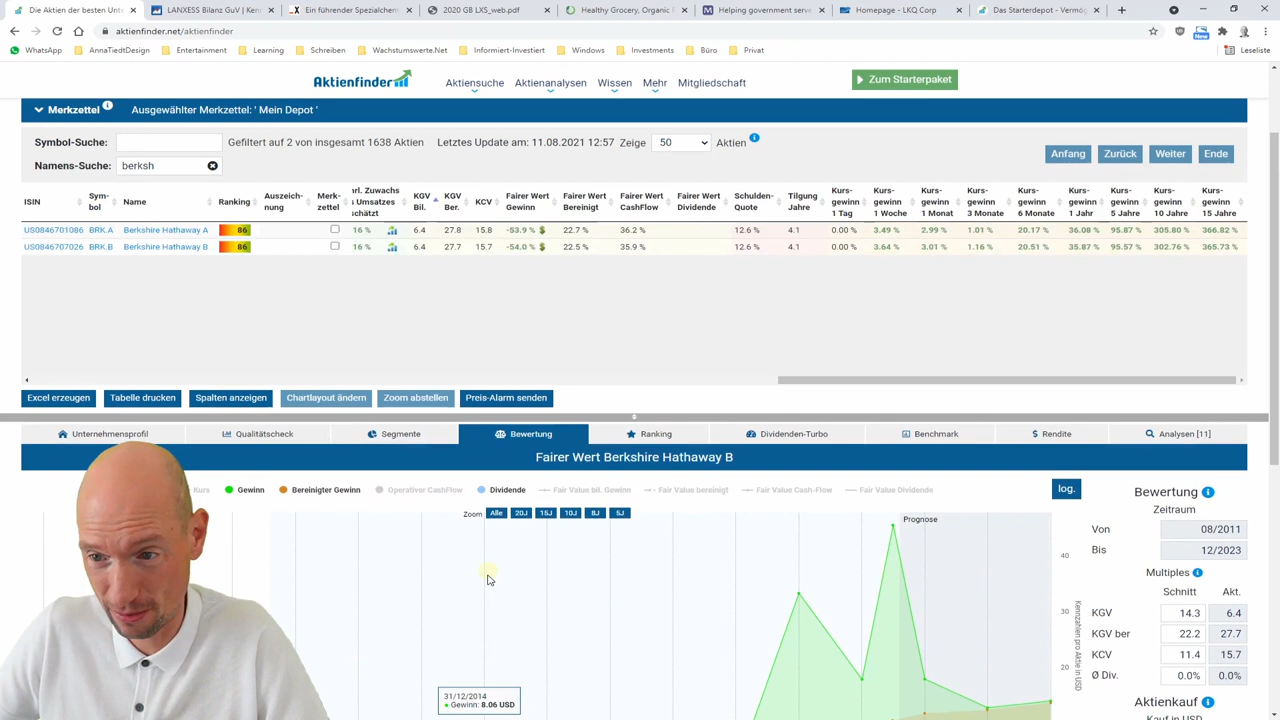 Die Aktien der besten Unte
LANXESS Bilanz GuV | Kenn
Ein führender Spezialchem
2020 GB LXS_web.pdf
Healthy Grocery, Organic F
Helping government serve
Homepage - LKQ Corp
Das Starterdepot - Vermög
aktienfinder.net/aktienfinder
WhatsApp AnnaTiedtDesign Entertainment Learning Schreiben Wachstumswerte.Net Informiert-Investiert Windows Investments Büro Privat Leseliste
Aktienfinder Aktiensuche Aktienanalysen Wissen Mehr Mitgliedschaft Zum Starterpaket
Merkzettel Ausgewählter Merkzettel: ' Mein Depot '
Symbol-Suche: Gefiltert auf 2 von insgesamt 1638 Aktien Letztes Update am: 11.08.2021 12:57 Zeige 50 Aktien
Namens-Suche: berksh Anfang Zurück Weiter Ende
ISIN Sym-bol Name Ranking Auszeich-nung Merk-zettel hrl. Zuwachs s Umsatzes schätzt KGV Bil. KGV Ber. KCV Fairer Wert Gewinn Fairer Wert Bereinigt Fairer Wert CashFlow Fairer Wert Dividende Schulden-Quote Tilgung Jahre Kurs-gewinn 1 Tag Kurs-gewinn 1 Woche Kurs-gewinn 1 Monat Kurs-gewinn 3 Monate Kurs-gewinn 6 Monate Kurs-gewinn 1 Jahr Kurs-gewinn 5 Jahre Kurs-gewinn 10 Jahre Kurs-gewinn 15 Jahre
US0846701086 BRK.A Berkshire Hathaway A 86 16 % 6.4 27.8 15.8 -53.9 % $ 22.7 % 36.2 % 12.6 % 4.1 0.00 % 3.49 % 2.99 % 1.01 % 20.17 % 36.08 % 95.87 % 305.80 % 366.82 %
US0846707026 BRK.B Berkshire Hathaway B 86 16 % 6.4 27.7 15.7 -54.0 % $ 22.5 % 35.9 % 12.6 % 4.1 0.00 % 3.64 % 3.01 % 1.16 % 20.51 % 35.87 % 95.57 % 302.76 % 365.73 %
Excel erzeugen Tabelle drucken Spalten anzeigen Chartlayout ändern Zoom abstellen Preis-Alarm senden
Unternehmensprofil Qualitätscheck Segmente Bewertung Ranking Dividenden-Turbo Benchmark Rendite Analysen [11]
Fairer Wert Berkshire Hathaway B
Kurs Gewinn Bereinigter Gewinn Operativer CashFlow Dividende Fair Value bil. Gewinn Fair Value bereinigt Fair Value Cash-Flow Fair Value Dividende log.
Zoom Alle 20J 15J 10J 8J 5J
Prognose
40
30
20
Kennzahlen pro Aktie in USD
31/12/2014
Gewinn: 8.06 USD
Bewertung
Zeitraum
Von 08/2011
Bis 12/2023
Multiples
Schnitt Akt.
KGV 14.3 6.4
KGV ber 22.2 27.7
KCV 11.4 15.7
Ø Div. 0.0% 0.0%
Aktienkauf
Kauf in USD